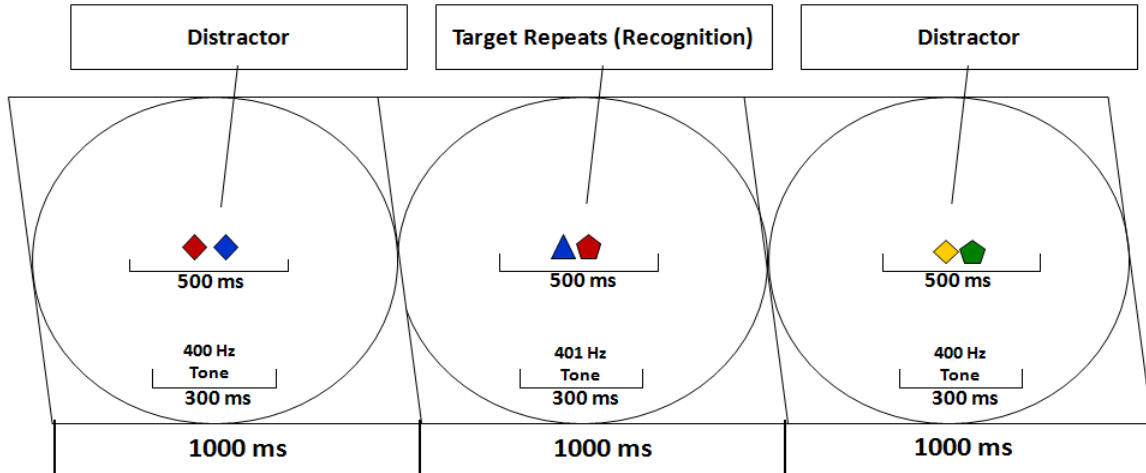 Distractor
Target Repeats (Recognition)
Distractor
500 ms
500 ms
500 ms
400 Hz
Tone
300 ms
401 Hz
Tone
300 ms
400 Hz
Tone
300 ms
1000 ms
1000 ms
1000 ms